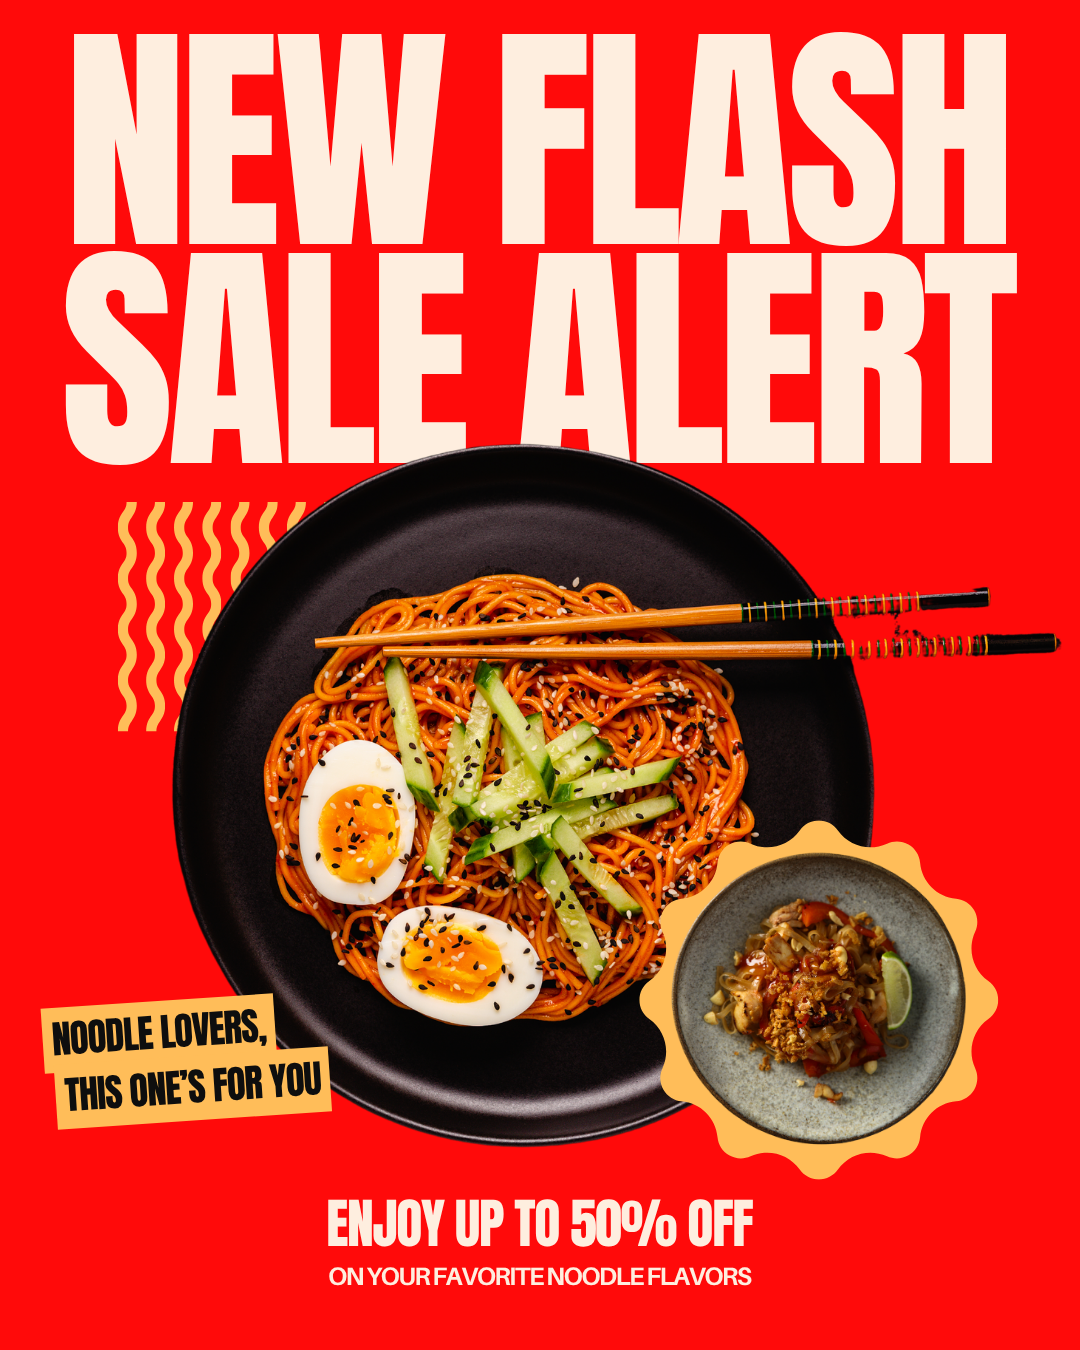 NEW FLASH
SALE ALERT
NOODLE LOVERS,
THIS ONE'S FOR YOU
ENJOY UP TO 50% OFF
ON YOUR FAVORITE NOODLE FLAVORS